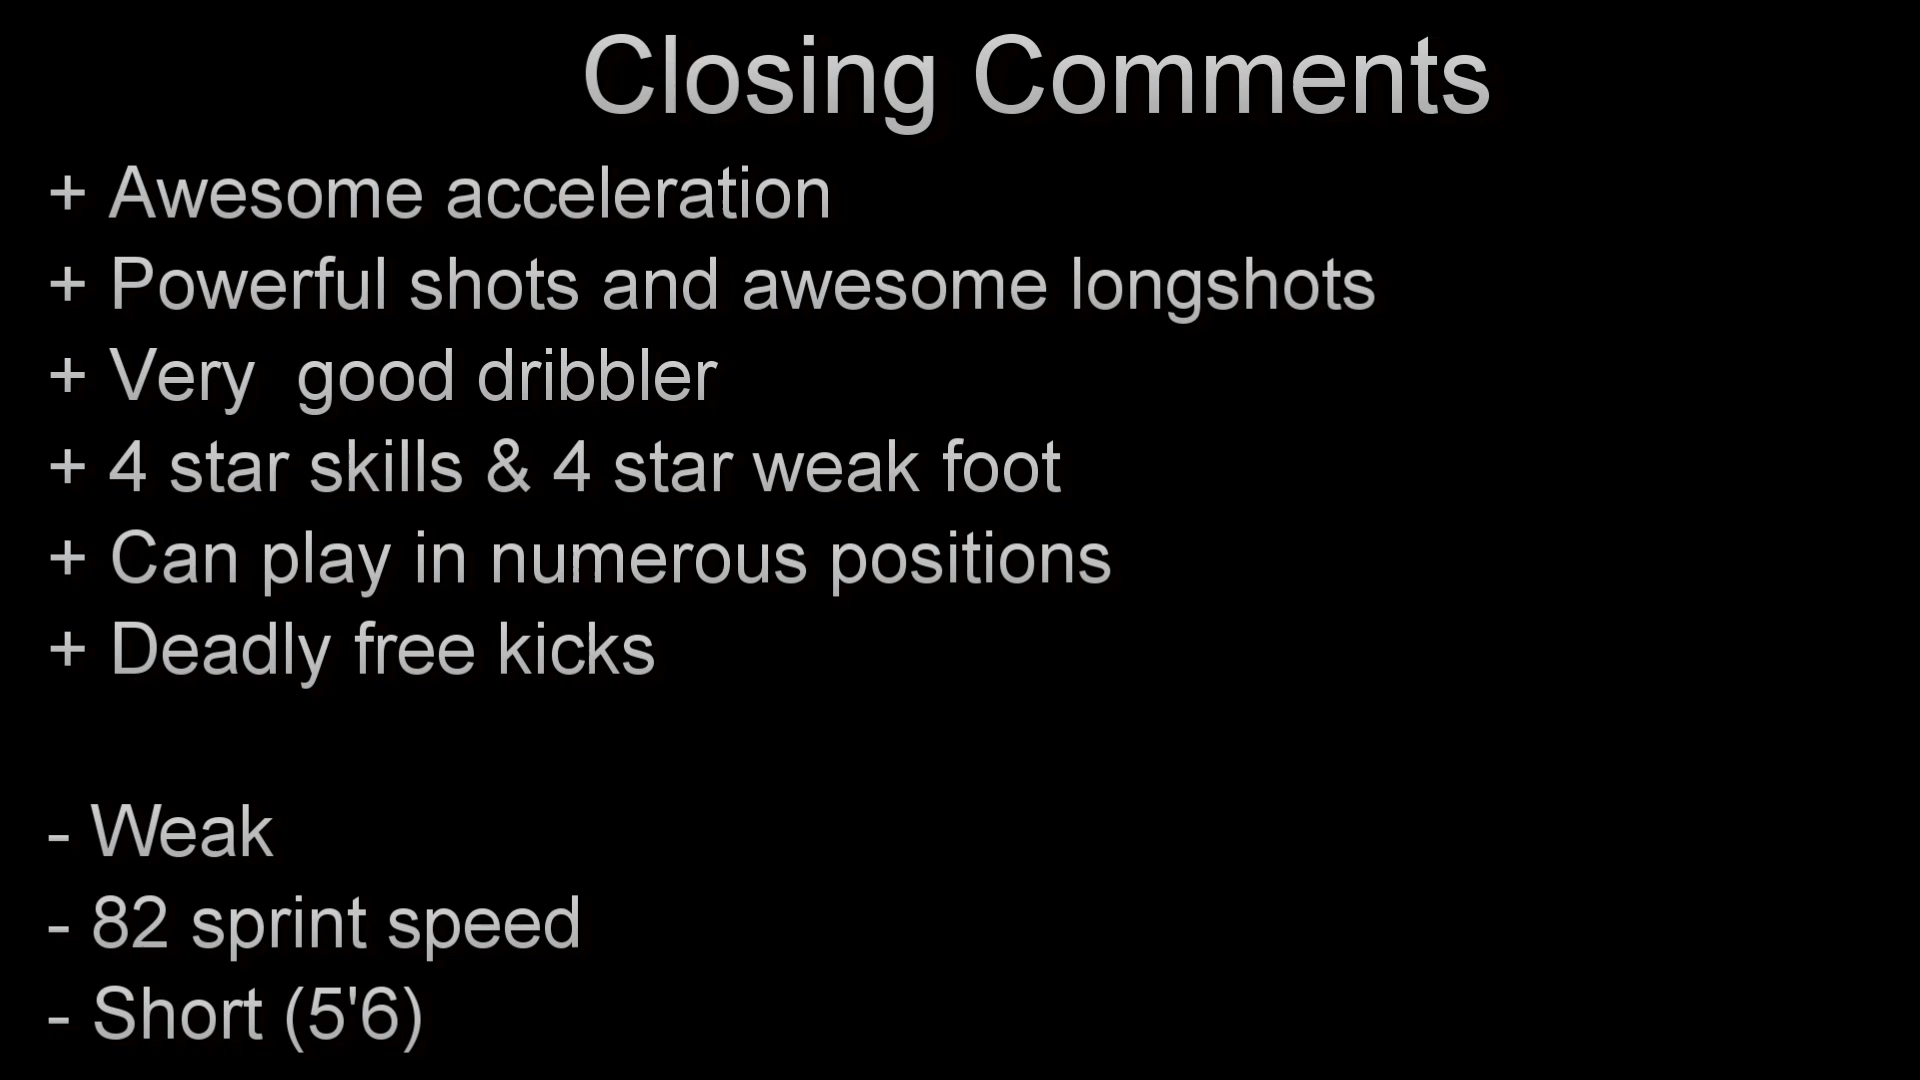 Closing Comments
+ Awesome acceleration
+ Powerful shots and awesome longshots
+ Very  good dribbler
+ 4 star skills & 4 star weak foot
+ Can play in numerous positions
+ Deadly free kicks
- Weak
- 82 sprint speed
- Short (5'6)